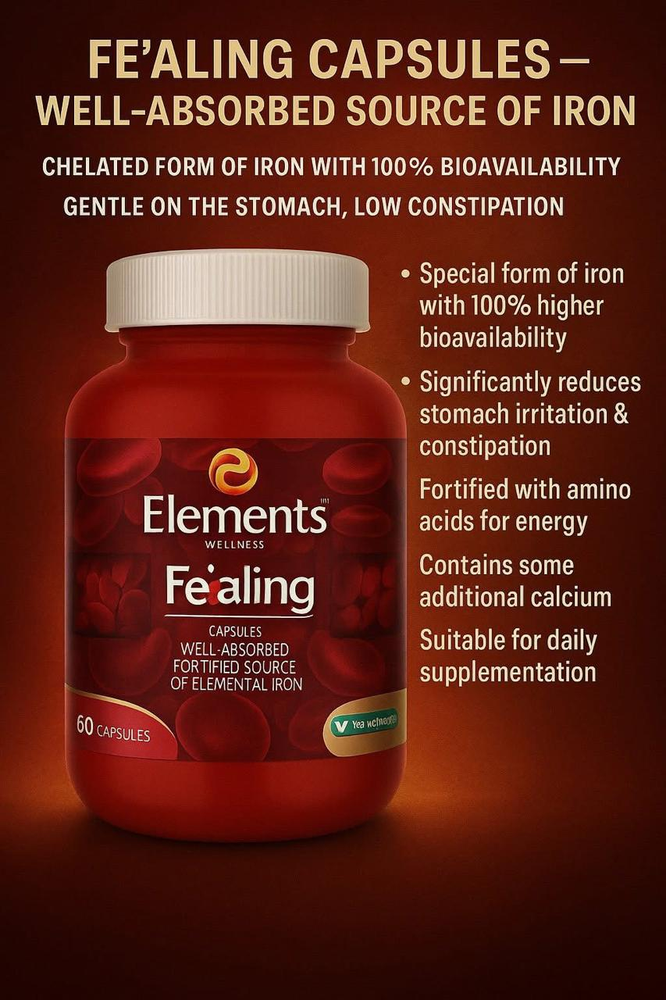 FE’ALING CAPSULES –
WELL-ABSORBED SOURCE OF IRON
CHELATED FORM OF IRON WITH 100% BIOAVAILABILITY
GENTLE ON THE STOMACH, LOW CONSTIPATION
• Special form of iron
with 100% higher
bioavailability
• Significantly reduces
stomach irritation &
constipation
Fortified with amino
acids for energy
Contains some
additional calcium
Suitable for daily
supplementation
Elements
WELLNESS
Fe'aling
CAPSULES
WELL-ABSORBED
FORTIFIED SOURCE
OF ELEMENTAL IRON
60 CAPSULES